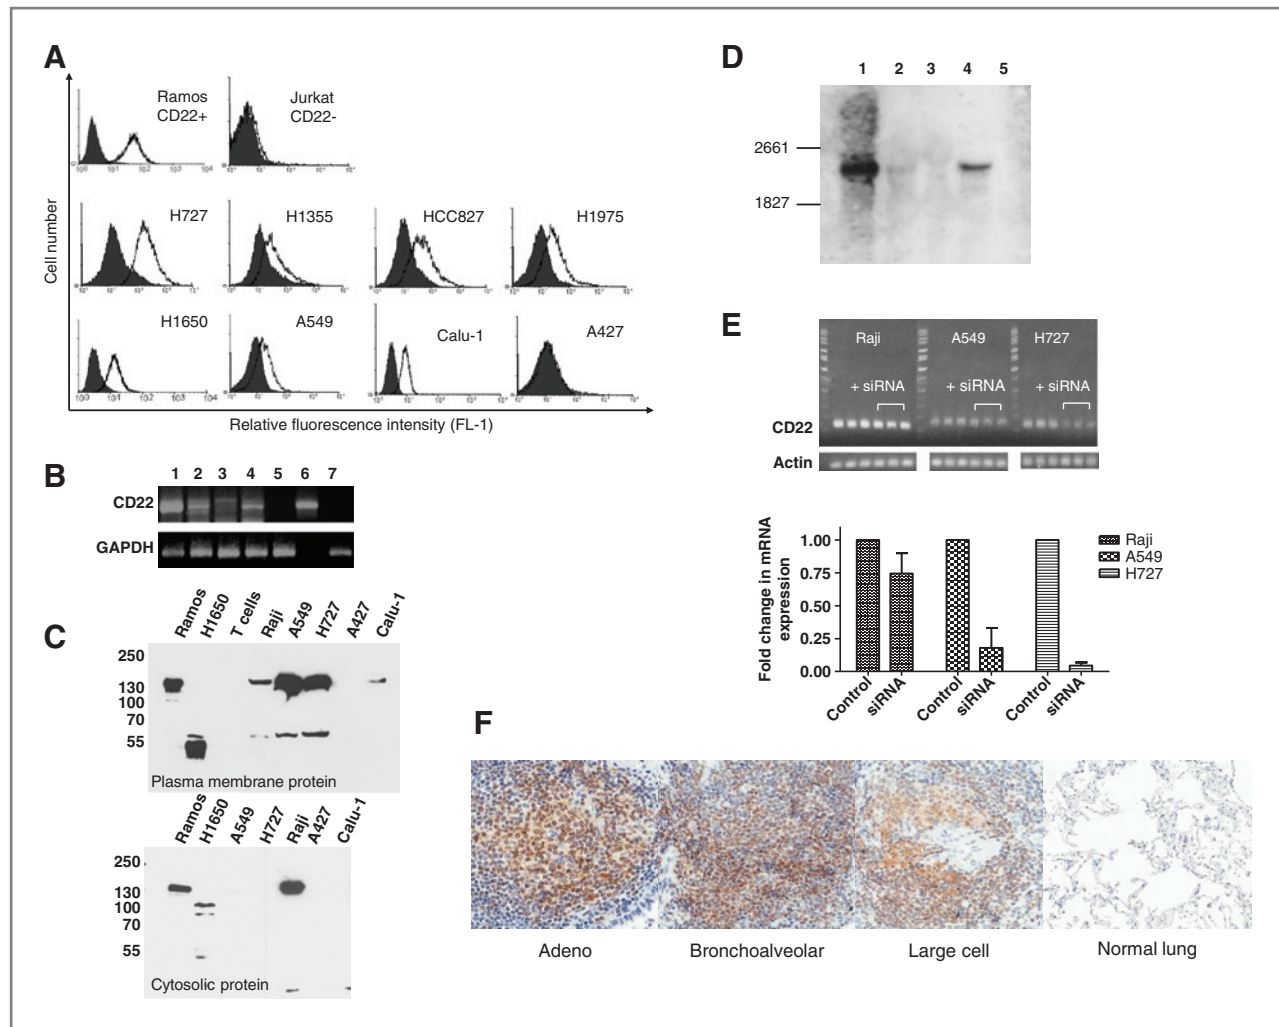 A
Ramos
CD22+
Jurkat
CD22-
10⁰ 10¹ 10² 10³ 10⁴
H727
H1355
HCC827
H1975
H1650
A549
Calu-1
A427
Cell number
Relative fluorescence intensity (FL-1)
B
1 2 3 4 5 6 7
CD22
GAPDH
C
Ramos H1650 T cells Raji A549 H727 A427 Calu-1
250
130
100
70
55
Plasma membrane protein
Ramos H1650 A549 H727 Raji A427 Calu-1
250
130
100
70
55
Cytosolic protein
D
1 2 3 4 5
2661
1827
E
Raji A549 H727
+ siRNA + siRNA + siRNA
CD22
Actin
Fold change in mRNA
expression
1.00
0.75
0.50
0.25
0.00
Control siRNA Control siRNA Control siRNA
Raji
A549
H727
F
Adeno Bronchoalveolar Large cell Normal lung